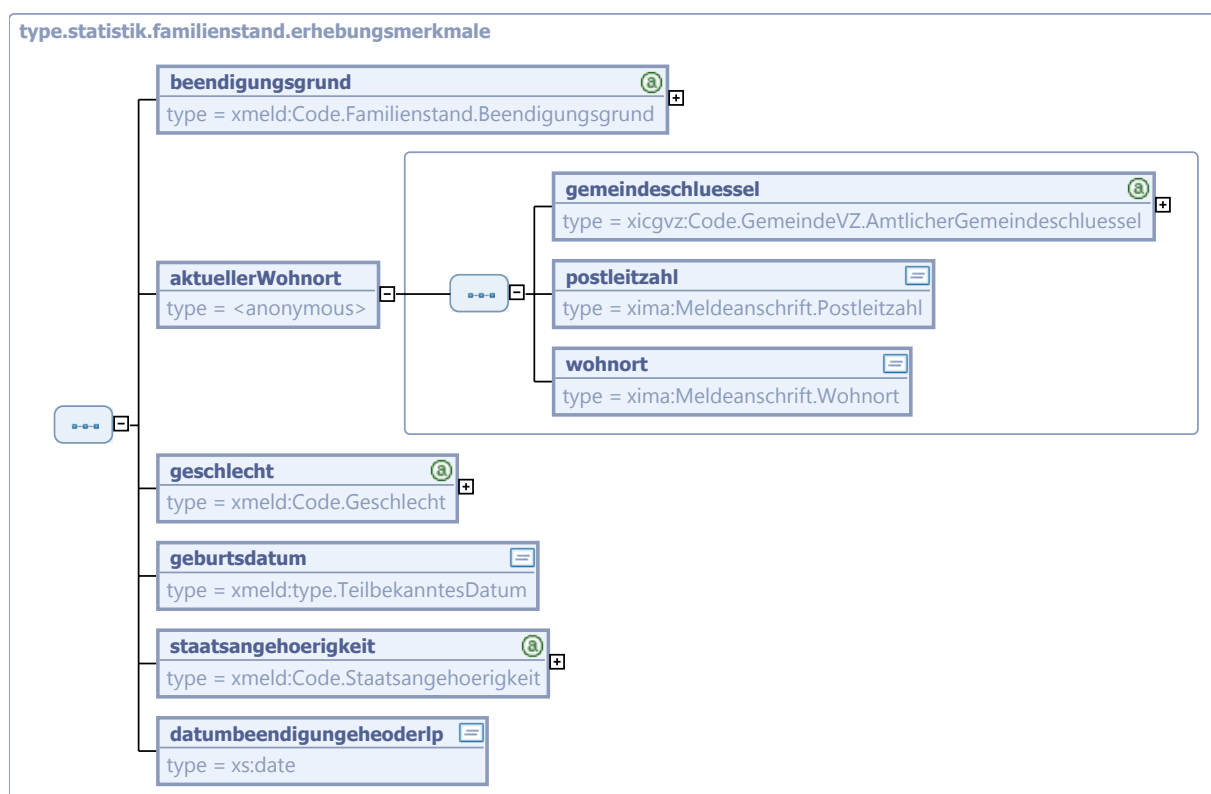 type.statistik.familienstand.erhebungsmerkmale
beendigungsgrund
type = xmeld:Code.Familienstand.Beendigungsgrund
gemeindeschluessel
type = xicgvz:Code.GemeindeVZ.AmtlicherGemeindeschluessel
aktuellerWohnort
type = <anonymous>
postleitzahl
type = xima:Meldeanschrift.Postleitzahl
wohnort
type = xima:Meldeanschrift.Wohnort
geschlecht
type = xmeld:Code.Geschlecht
geburtsdatum
type = xmeld:type.TeilbekanntesDatum
staatsangehoerigkeit
type = xmeld:Code.Staatsangehoerigkeit
datumbeendigungeheoderlp
type = xs:date